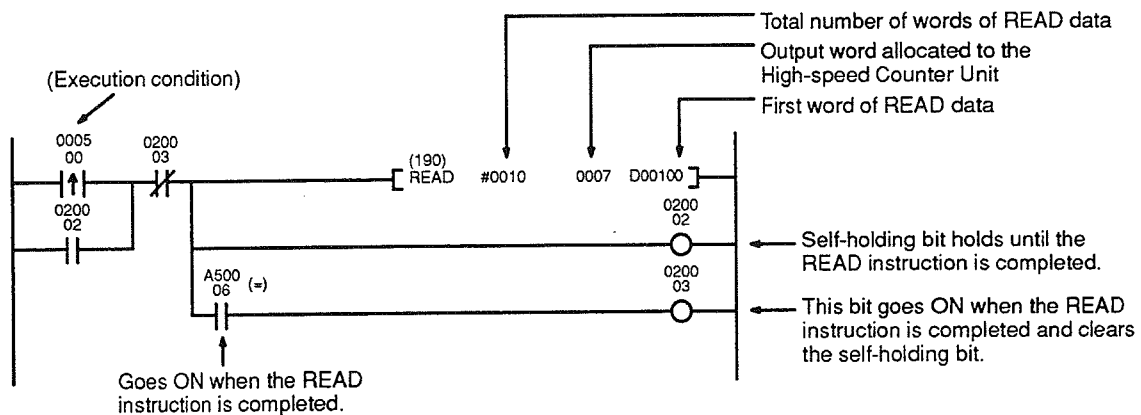 Total number of words of READ data
Output word allocated to the
High-speed Counter Unit
First word of READ data
(Execution condition)
0005
00
0200
03
(190)
READ #0010 0007 D00100
0200
02
0200
02
Self-holding bit holds until the
READ instruction is completed.
A500
06 (=)
0200
03
This bit goes ON when the READ
instruction is completed and clears
the self-holding bit.
Goes ON when the READ
instruction is completed.